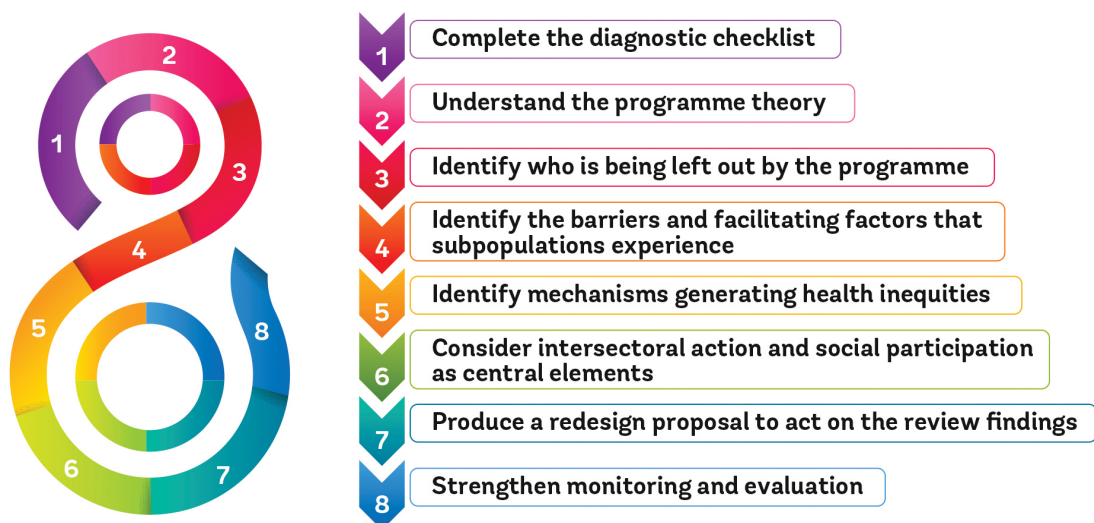 1
2
3
4
5
6
7
8
1
Complete the diagnostic checklist
2
Understand the programme theory
3
Identify who is being left out by the programme
4
Identify the barriers and facilitating factors that
subpopulations experience
5
Identify mechanisms generating health inequities
6
Consider intersectoral action and social participation
as central elements
7
Produce a redesign proposal to act on the review findings
8
Strengthen monitoring and evaluation